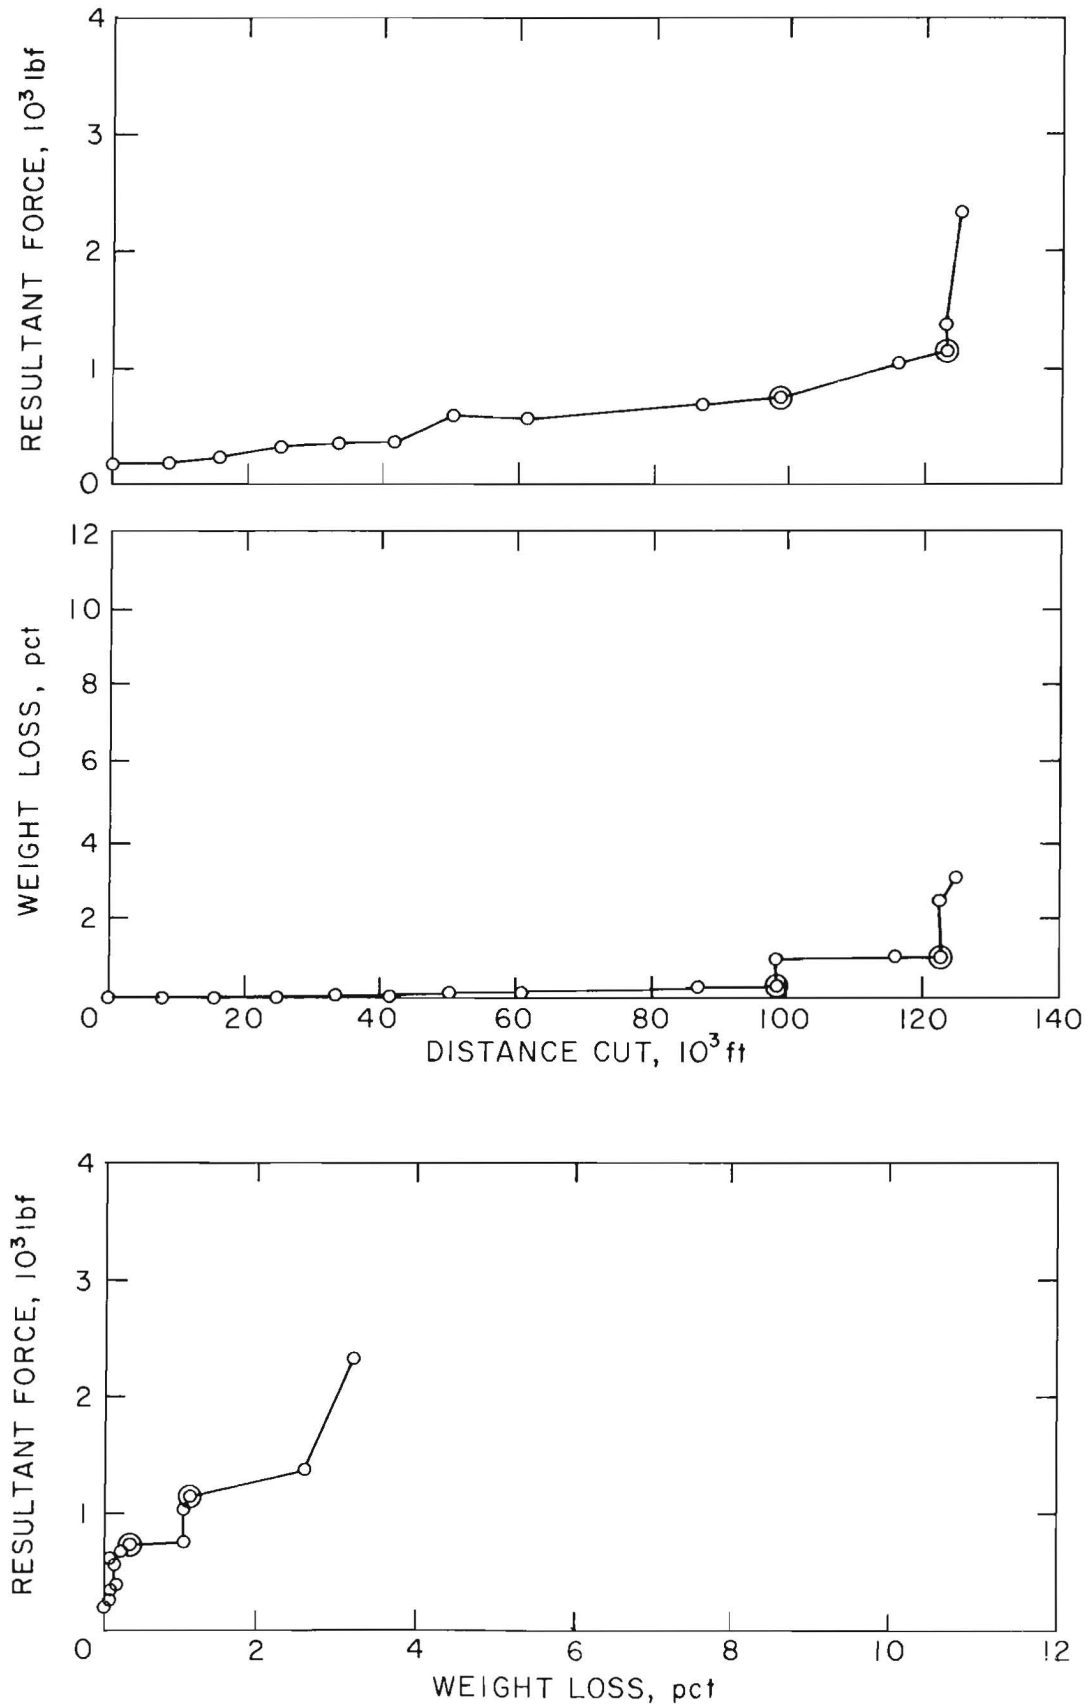 RESULTANT FORCE, 10³ lbf
4
3
2
1
0
WEIGHT LOSS, pct
12
10
8
6
4
2
0 20 40 60 80 100 120 140
DISTANCE CUT, 10³ ft
RESULTANT FORCE, 10³ lbf
4
3
2
1
0 2 4 6 8 10 12
WEIGHT LOSS, pct